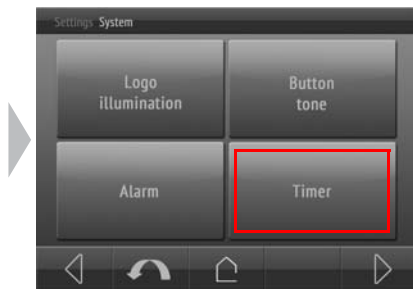 Settings System
Logo
illumination
Button
tone
Alarm
Timer